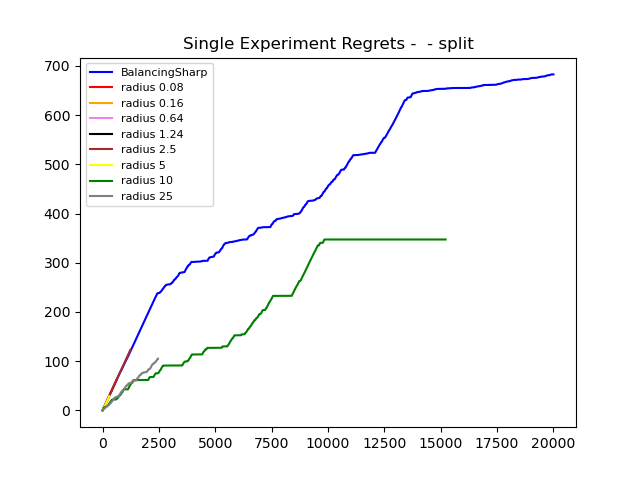 Single Experiment Regrets -  - split
700
600
500
400
300
200
100
0
BalancingSharp
radius 0.08
radius 0.16
radius 0.64
radius 1.24
radius 2.5
radius 5
radius 10
radius 25
0 2500 5000 7500 10000 12500 15000 17500 20000